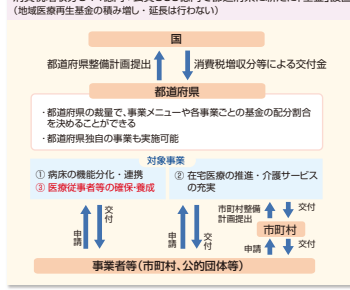 (地域医療再生基金の積み増し・延長は行わない)
国
都道府県整備計画提出
消費税増収分等による交付金
都道府県
・都道府県の裁量で、事業メニューや各事業ごとの基金の配分割合
を決めることができる
・都道府県独自の事業も実施可能
対象事業
① 病床の機能分化・連携
③ 医療従事者等の確保・養成
② 在宅医療の推進・介護サービス
の充実
市町村整備
計画提出
交付
市町村
申請
交付
申請
交付
申請
交付
事業者等(市町村、公的団体等)